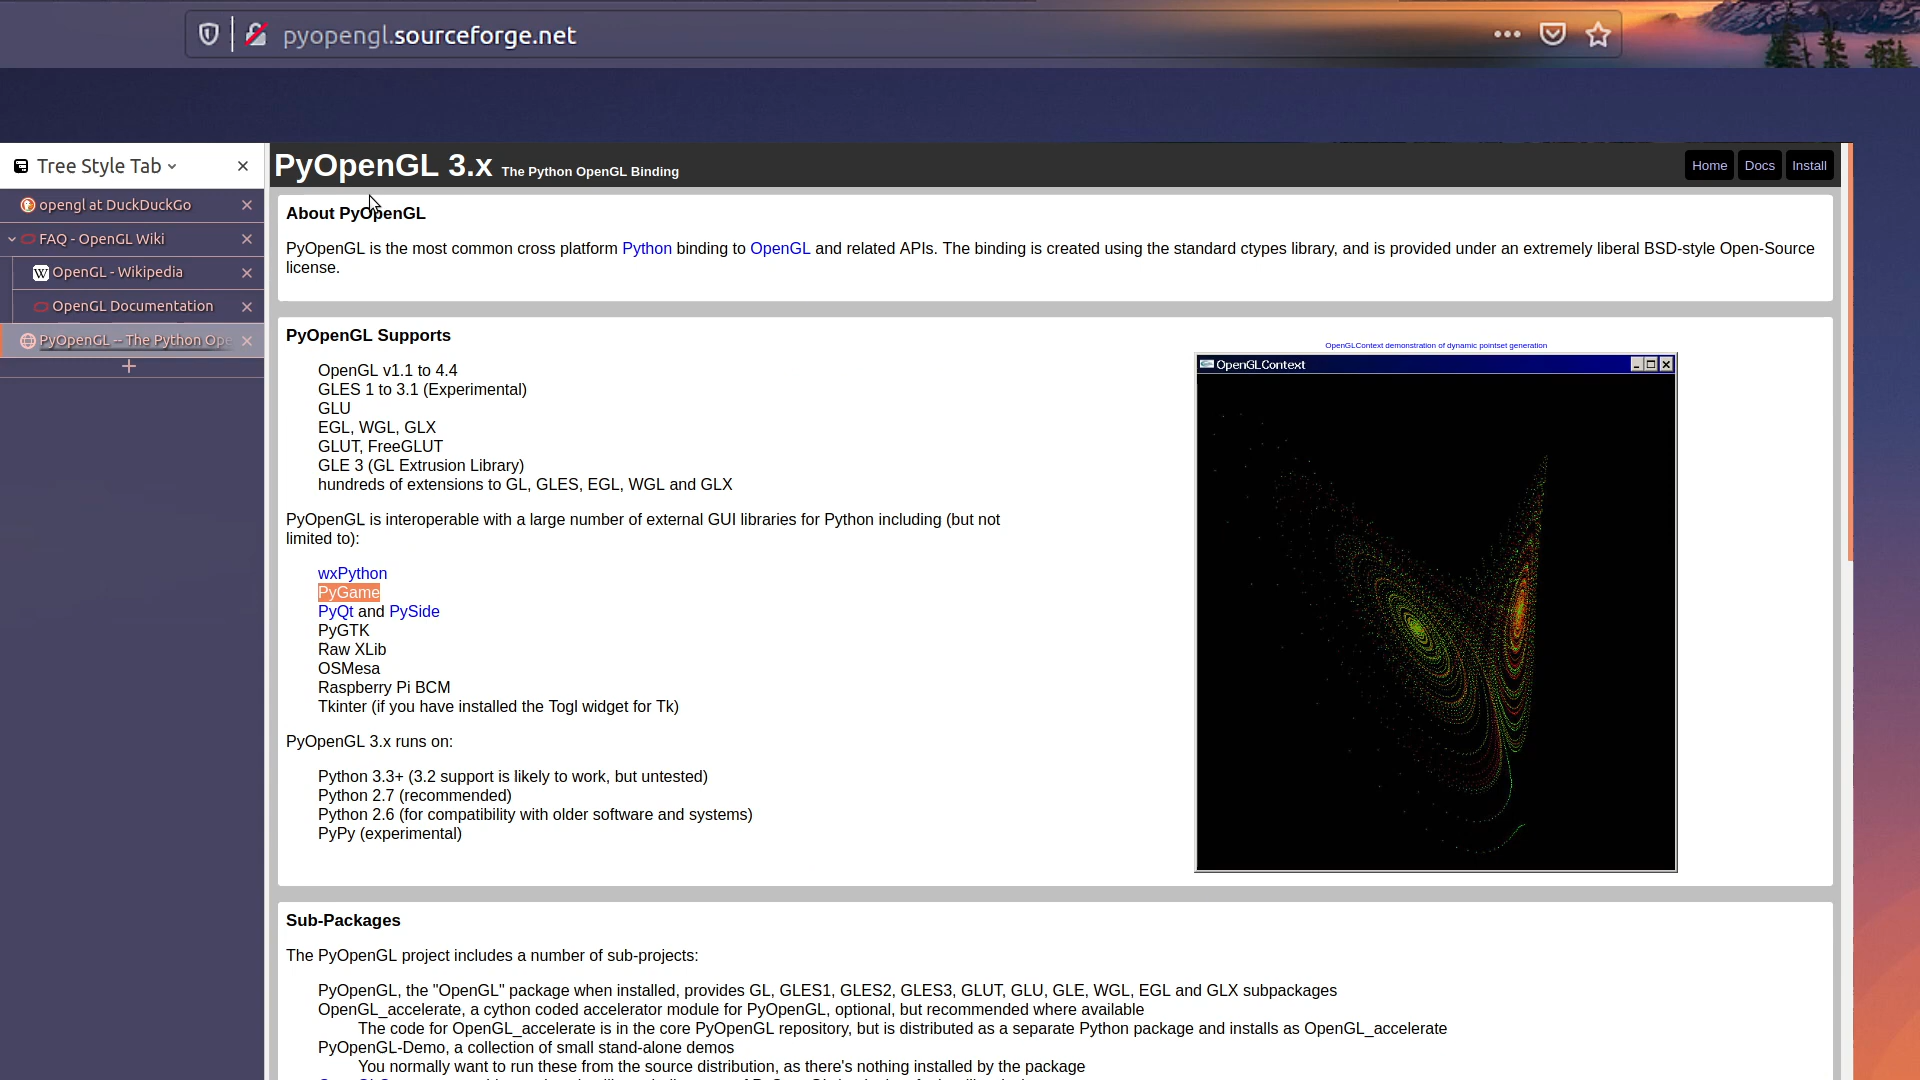 pyopengl.sourceforge.net
Tree Style Tab
opengl at DuckDuckGo
FAQ - OpenGL Wiki
OpenGL - Wikipedia
OpenGL Documentation
PyOpenGL -- The Python Ope
PyOpenGL 3.x The Python OpenGL Binding
Home Docs Install
About PyOpenGL
PyOpenGL is the most common cross platform Python binding to OpenGL and related APIs. The binding is created using the standard ctypes library, and is provided under an extremely liberal BSD-style Open-Source
license.
PyOpenGL Supports
OpenGL v1.1 to 4.4
GLES 1 to 3.1 (Experimental)
GLU
EGL, WGL, GLX
GLUT, FreeGLUT
GLE 3 (GL Extrusion Library)
hundreds of extensions to GL, GLES, EGL, WGL and GLX
PyOpenGL is interoperable with a large number of external GUI libraries for Python including (but not
limited to):
wxPython
PyGame
PyQt and PySide
PyGTK
Raw XLib
OSMesa
Raspberry Pi BCM
Tkinter (if you have installed the Togl widget for Tk)
PyOpenGL 3.x runs on:
Python 3.3+ (3.2 support is likely to work, but untested)
Python 2.7 (recommended)
Python 2.6 (for compatibility with older software and systems)
PyPy (experimental)
OpenGLContext demonstration of dynamic pointset generation
OpenGLContext
Sub-Packages
The PyOpenGL project includes a number of sub-projects:
PyOpenGL, the "OpenGL" package when installed, provides GL, GLES1, GLES2, GLES3, GLUT, GLU, GLE, WGL, EGL and GLX subpackages
OpenGL_accelerate, a cython coded accelerator module for PyOpenGL, optional, but recommended where available
The code for OpenGL_accelerate is in the core PyOpenGL repository, but is distributed as a separate Python package and installs as OpenGL_accelerate
PyOpenGL-Demo, a collection of small stand-alone demos
You normally want to run these from the source distribution, as there's nothing installed by the package